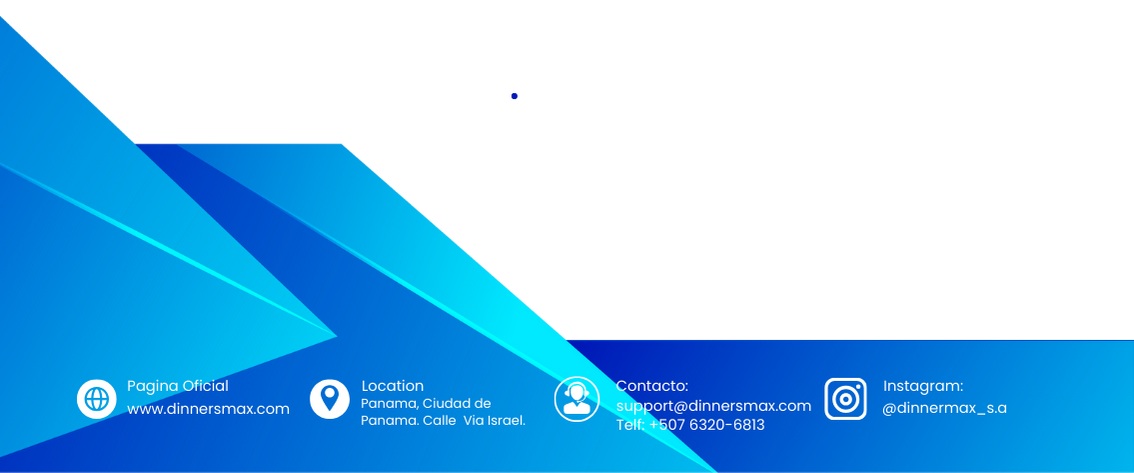 Pagina Oficial
www.dinnersmax.com
Location
Panama, Ciudad de
Panama. Calle  Via Israel.
Contacto:
support@dinnersmax.com
Telf: +507 6320-6813
Instagram:
@dinnermax_s.a